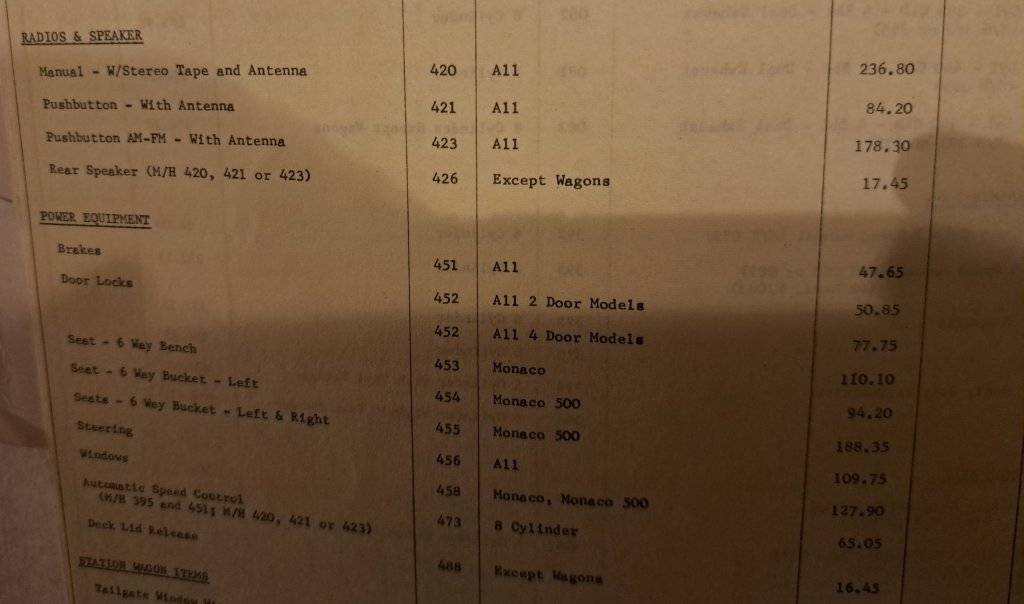 RADIOS & SPEAKER
Manual - W/Stereo Tape and Antenna 420 All 236.80
Pushbutton - With Antenna 421 All 84.20
Pushbutton AM-FM - With Antenna 423 All 178.30
Rear Speaker (M/H 420, 421 or 423) 426 Except Wagons 17.45
POWER EQUIPMENT
Brakes 451 All 47.65
Door Locks 452 All 2 Door Models 50.85
452 All 4 Door Models 77.75
Seat - 6 Way Bench 453 Monaco 110.10
Seat - 6 Way Bucket - Left 454 Monaco 500 94.20
Seats - 6 Way Bucket - Left & Right 455 Monaco 500 188.35
Steering 456 All 109.75
Windows 458 Monaco, Monaco 500 127.90
Automatic Speed Control 473 8 Cylinder 65.05
(M/H 395 and 451; M/H 420, 421 or 423)
Deck Lid Release 488 Except Wagons 16.45
STATION WAGON ITEMS
Tailgate Window